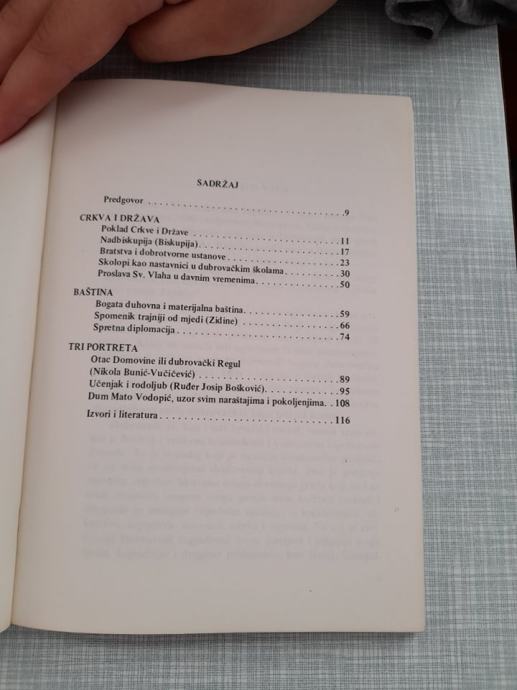 SADRŽAJ
Predgovor . . . . . . . . . . . . . . . . . . . . . . . . . . . . . . . .9
CRKVA I DRŽAVA
Poklad Crkve i Države . . . . . . . . . . . . . . . . . . . . . . . 11
Nadbiskupija (Biskupija). . . . . . . . . . . . . . . . . . . . . . 17
Bratstva i dobrotvorne ustanove . . . . . . . . . . . . . . . . . 23
Skolopi kao nastavnici u dubrovačkim školama . . . . . . . . . 30
Proslava Sv. Vlaha u davnim vremenima. . . . . . . . . . . . . 50
BAŠTINA
Bogata duhovna i materijalna baština. . . . . . . . . . . . . . 59
Spomenik trajniji od mjedi (Zidine) . . . . . . . . . . . . . . . 66
Spretna diplomacija . . . . . . . . . . . . . . . . . . . . . . . . 74
TRI PORTRETA
Otac Domovine ili dubrovački Regul
(Nikola Bunić-Vučićević) . . . . . . . . . . . . . . . . . . . . . 89
Učenjak i rodoljub (Ruđer Josip Bošković). . . . . . . . . . . 95
Dum Mato Vodopić, uzor svim naraštajima i pokoljenjima. . 108
Izvori i literatura . . . . . . . . . . . . . . . . . . . . . . . . . 116